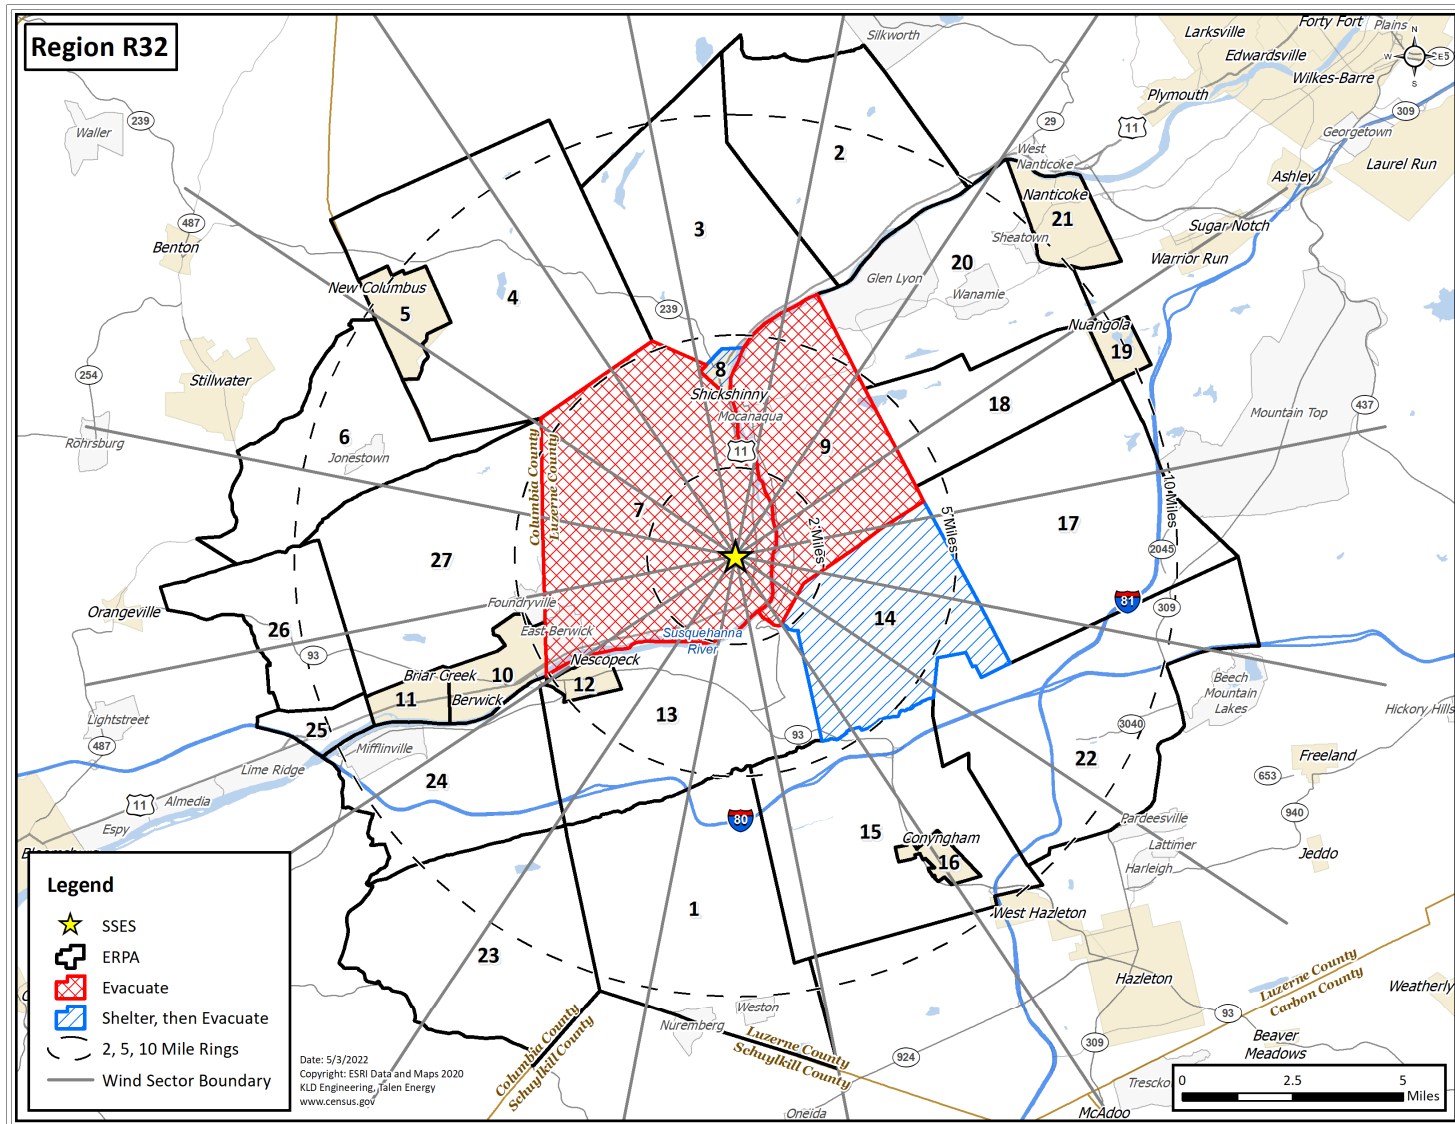 Region R32
Silkworth
Larksville
Forty Fort
Plains
Edwardsville
Wilkes-Barre
Plymouth
N
W
S
309
11
29
239
Waller
Georgetown
West
Nanticoke
Laurel Run
Ashley
2
Nanticoke
21
487
Benton
3
Sheatown
Sugar Notch
Warrior Run
20
Glen Lyon
Wanamie
New Columbus
5
4
239
Nuangola
19
8
254
Stillwater
Shickshinny
Mocanaqua
18
437
Mountain Top
Rohrsburg
6
Jonestown
Columbia County
Luzerne County
11
9
7
2 Miles
5 Miles
10 Miles
17
27
2045
Foundryville
81
309
Orangeville
26
East Berwick
Susquehanna
River
14
93
Nescopeck
Briar Creek
10
12
11
Berwick
Beech
Mountain
Lakes
Lightstreet
487
25
13
93
3040
Hickory Hills
Mifflinville
22
Freeland
Lime Ridge
24
653
11
Almedia
Espy
80
15
Pardeesville
940
Conyngham
16
Lattimer
Harleigh
Jeddo
Legend
SSES
ERPA
Evacuate
Shelter, then Evacuate
2, 5, 10 Mile Rings
Wind Sector Boundary
1
West Hazleton
23
Hazleton
Luzerne County
Carbon County
Weatherly
Weston
Nuremberg
93
Columbia County
Schuylkill County
Luzerne County
Schuylkill County
309
Beaver
Meadows
924
Date: 5/3/2022
Copyright: ESRI Data and Maps 2020
KLD Engineering, Talen Energy
www.census.gov
0
2.5
5
Miles
Oneida
McAdoo